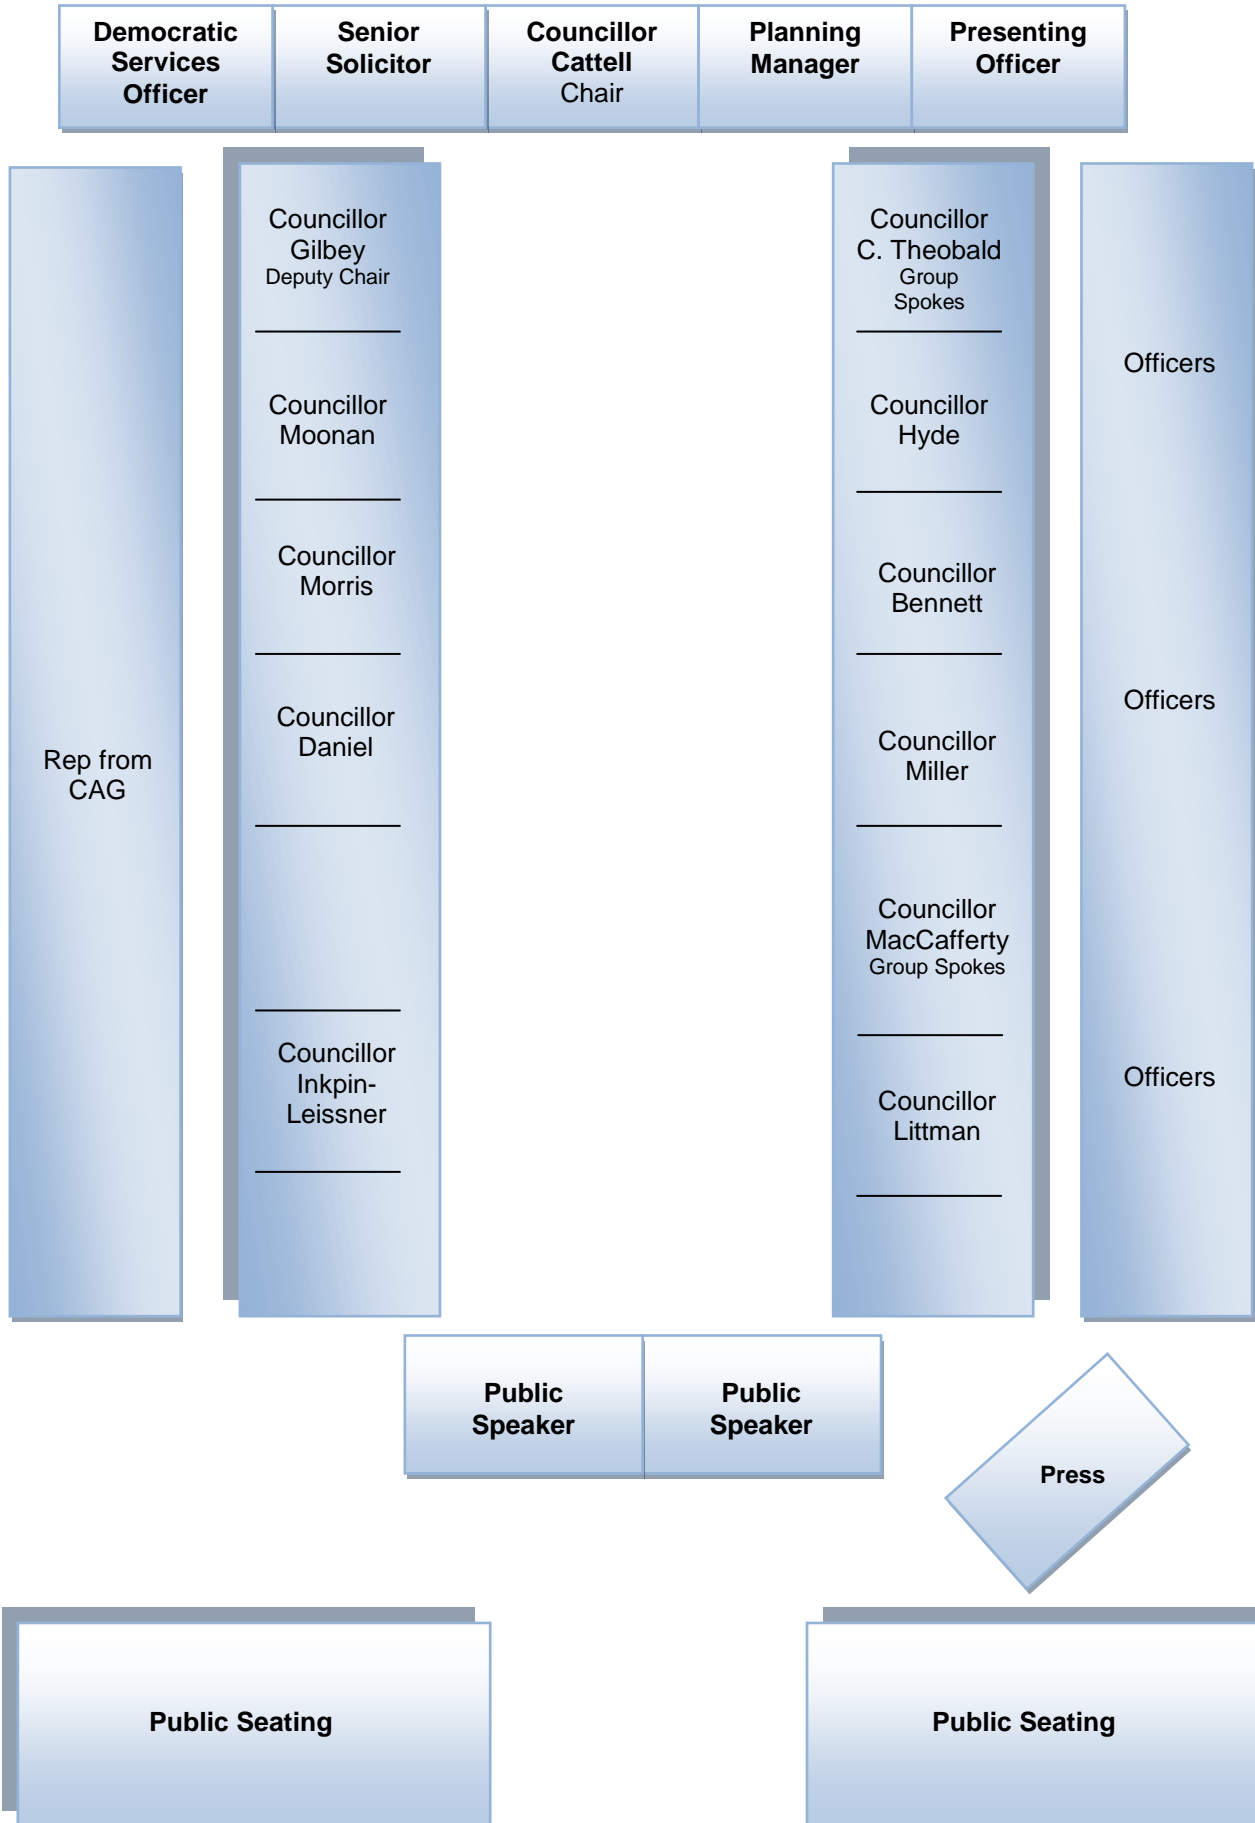 Democratic
Services
Officer
Senior
Solicitor
Councillor
Cattell
Chair
Planning
Manager
Presenting
Officer
Rep from
CAG
Councillor
Gilbey
Deputy Chair
Councillor
Moonan
Councillor
Morris
Councillor
Daniel
Councillor
Inkpin-
Leissner
Councillor
C. Theobald
Group
Spokes
Councillor
Hyde
Councillor
Bennett
Councillor
Miller
Councillor
MacCafferty
Group Spokes
Councillor
Littman
Officers
Officers
Officers
Public
Speaker
Public
Speaker
Press
Public Seating
Public Seating